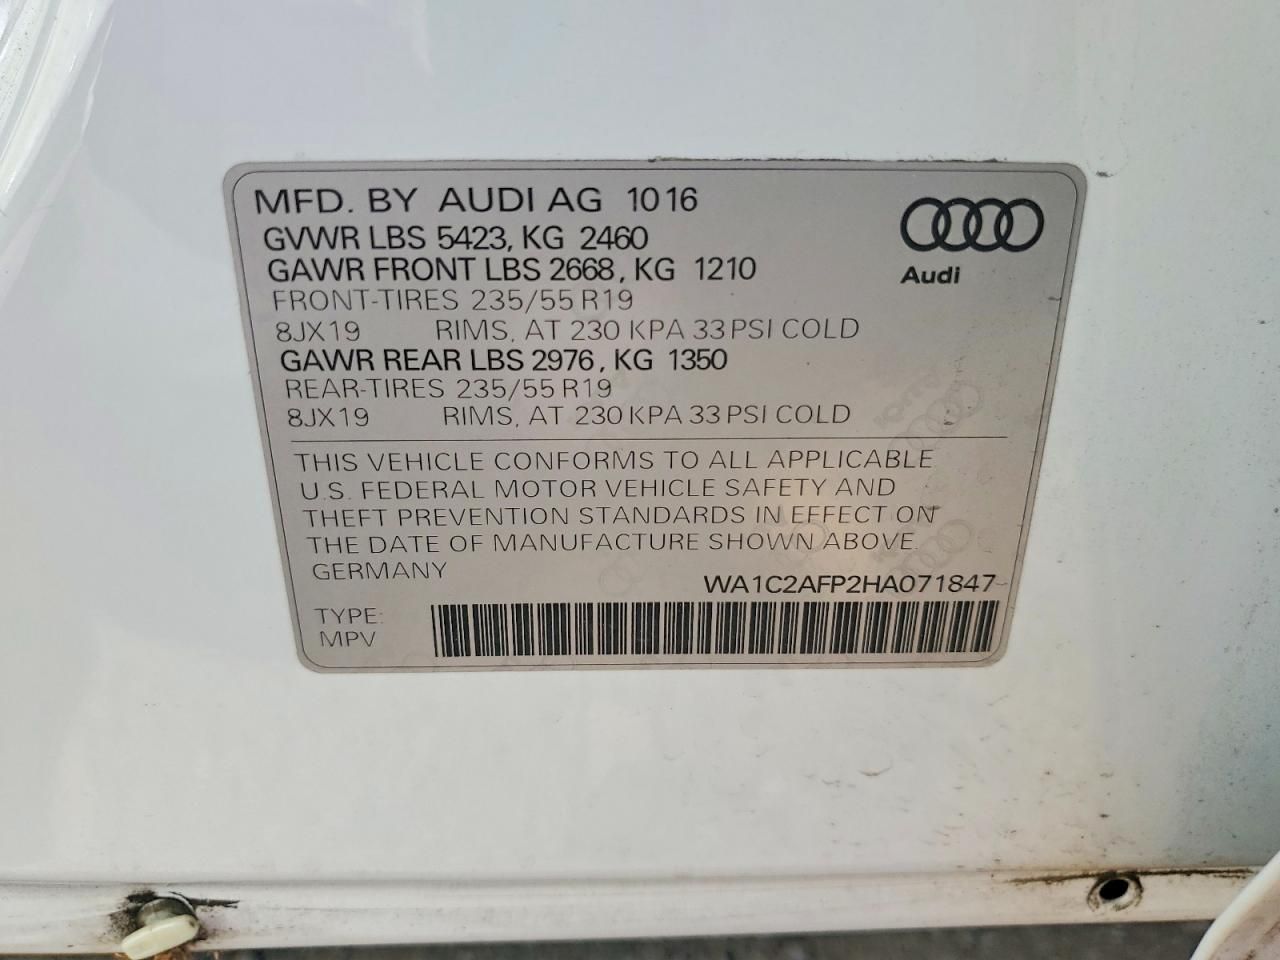 MFD. BY AUDI AG 1016
GVWR LBS 5423, KG 2460
GAWR FRONT LBS 2668, KG 1210
FRONT-TIRES 235/55 R19
8JX19 RIMS, AT 230 KPA 33 PSI COLD
GAWR REAR LBS 2976, KG 1350
REAR-TIRES 235/55 R19
8JX19 RIMS, AT 230 KPA 33 PSI COLD
Audi
THIS VEHICLE CONFORMS TO ALL APPLICABLE
U.S. FEDERAL MOTOR VEHICLE SAFETY AND
THEFT PREVENTION STANDARDS IN EFFECT ON
THE DATE OF MANUFACTURE SHOWN ABOVE.
GERMANY
WA1C2AFP2HA071847
TYPE:
MPV